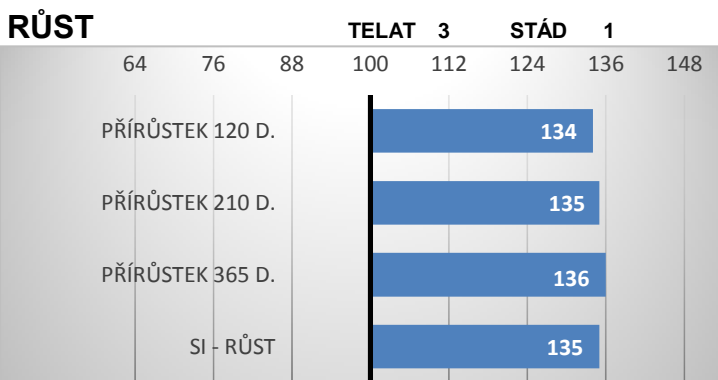 RŮST TELAT 3 STÁD 1
64 76 88 100 112 124 136 148
PŘÍRŮSTEK 120 D. 134
PŘÍRŮSTEK 210 D. 135
PŘÍRŮSTEK 365 D. 136
SI - RŮST 135